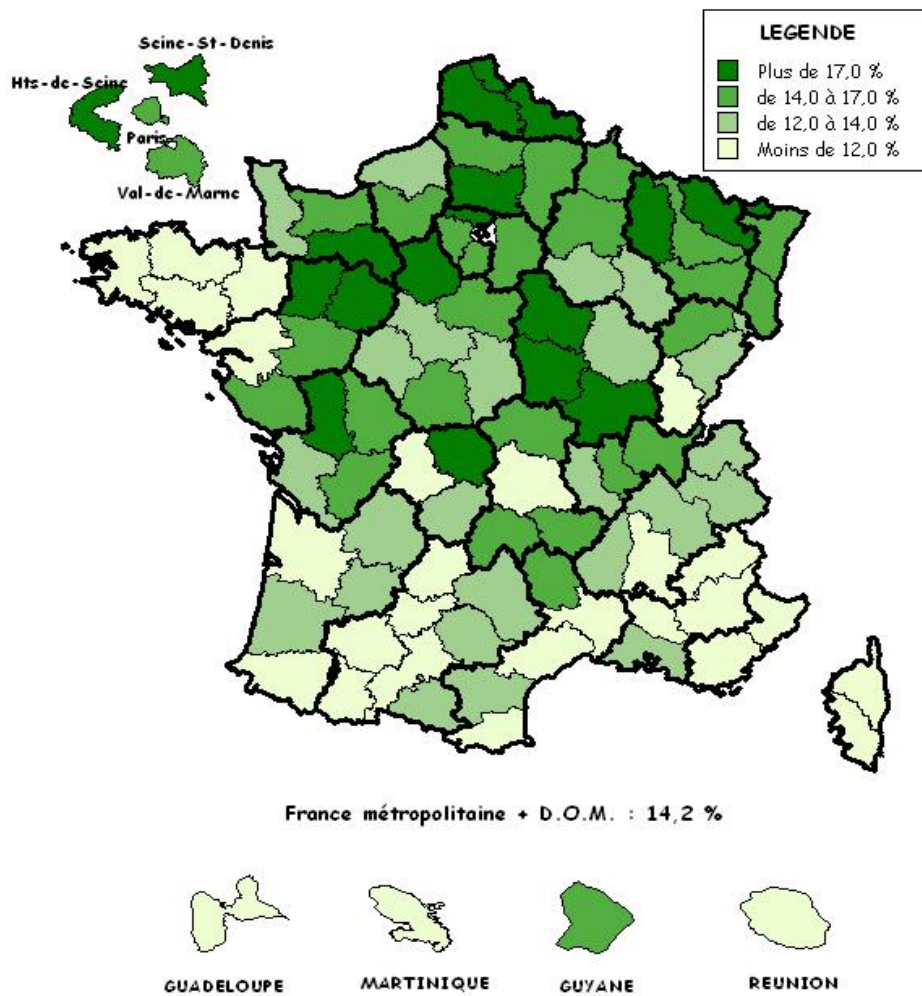 LEGENDE
Plus de 17,0 %
de 14,0 à 17,0 %
de 12,0 à 14,0 %
Moins de 12,0 %
Seine-St-Denis
Hts-de-Seine
Paris
Val-de-Marne
France métropolitaine + D.O.M. : 14,2 %
GUADELOUPE
MARTINIQUE
GUYANE
REUNION